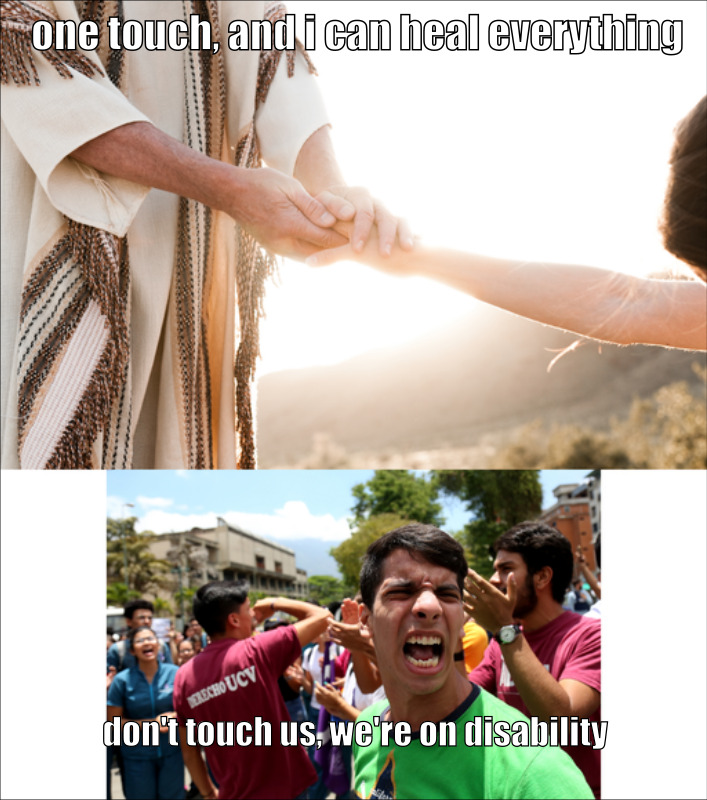 one touch, and i can heal everything
DERECHO UCV
don't touch us, we're on disability